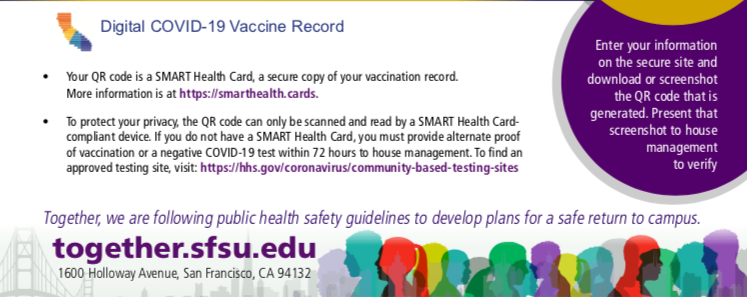 Digital COVID-19 Vaccine Record
• Your QR code is a SMART Health Card, a secure copy of your vaccination record.
More information is at https://smarthealth.cards.
• To protect your privacy, the QR code can only be scanned and read by a SMART Health Card-
compliant device. If you do not have a SMART Health Card, you must provide alternate proof
of vaccination or a negative COVID-19 test within 72 hours to house management. To find an
approved testing site, visit: https://hhs.gov/coronavirus/community-based-testing-sites
Enter your information
on the secure site and
download or screenshot
the QR code that is
generated. Present that
screenshot to house
management
to verify
Together, we are following public health safety guidelines to develop plans for a safe return to campus.
together.sfsu.edu
1600 Holloway Avenue, San Francisco, CA 94132